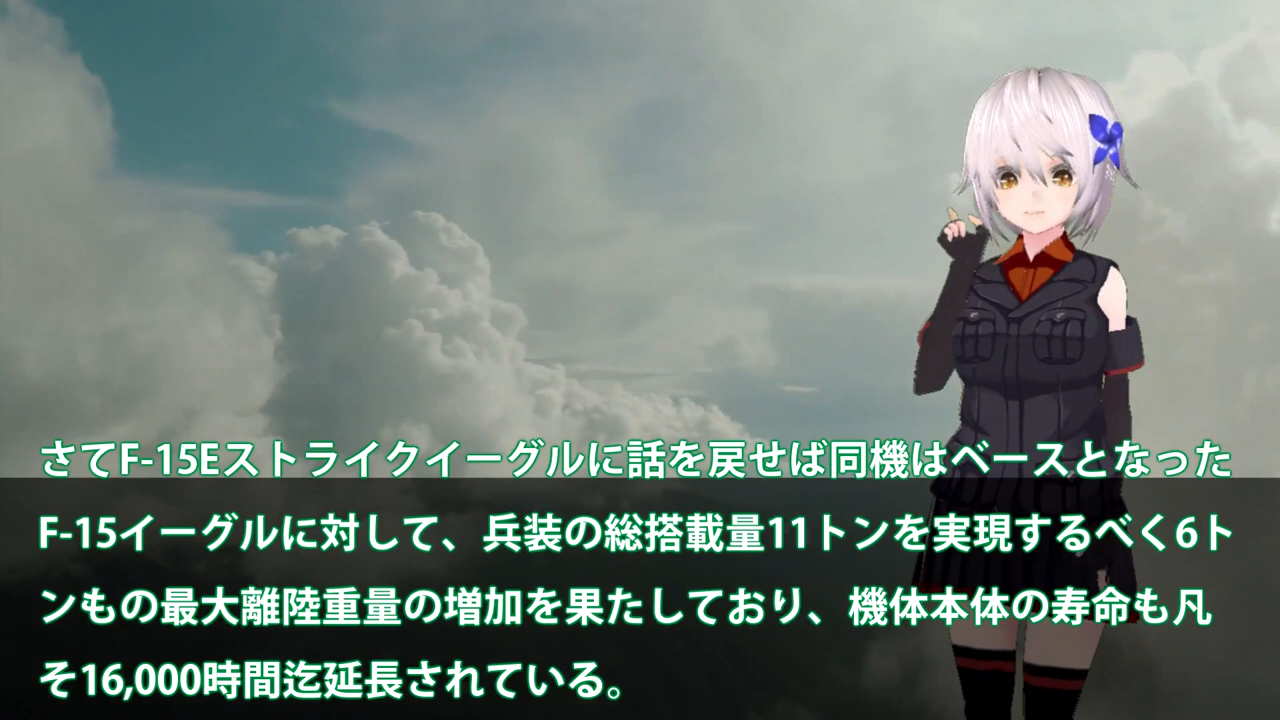 さてF-15Eストライクイーグルに話を戻せば同機はベースとなった
F-15イーグルに対して、兵装の総搭載量11トンを実現するべく6ト
ンもの最大離陸重量の増加を果たしており、機体本体の寿命も凡
そ16,000時間迄延長されている。